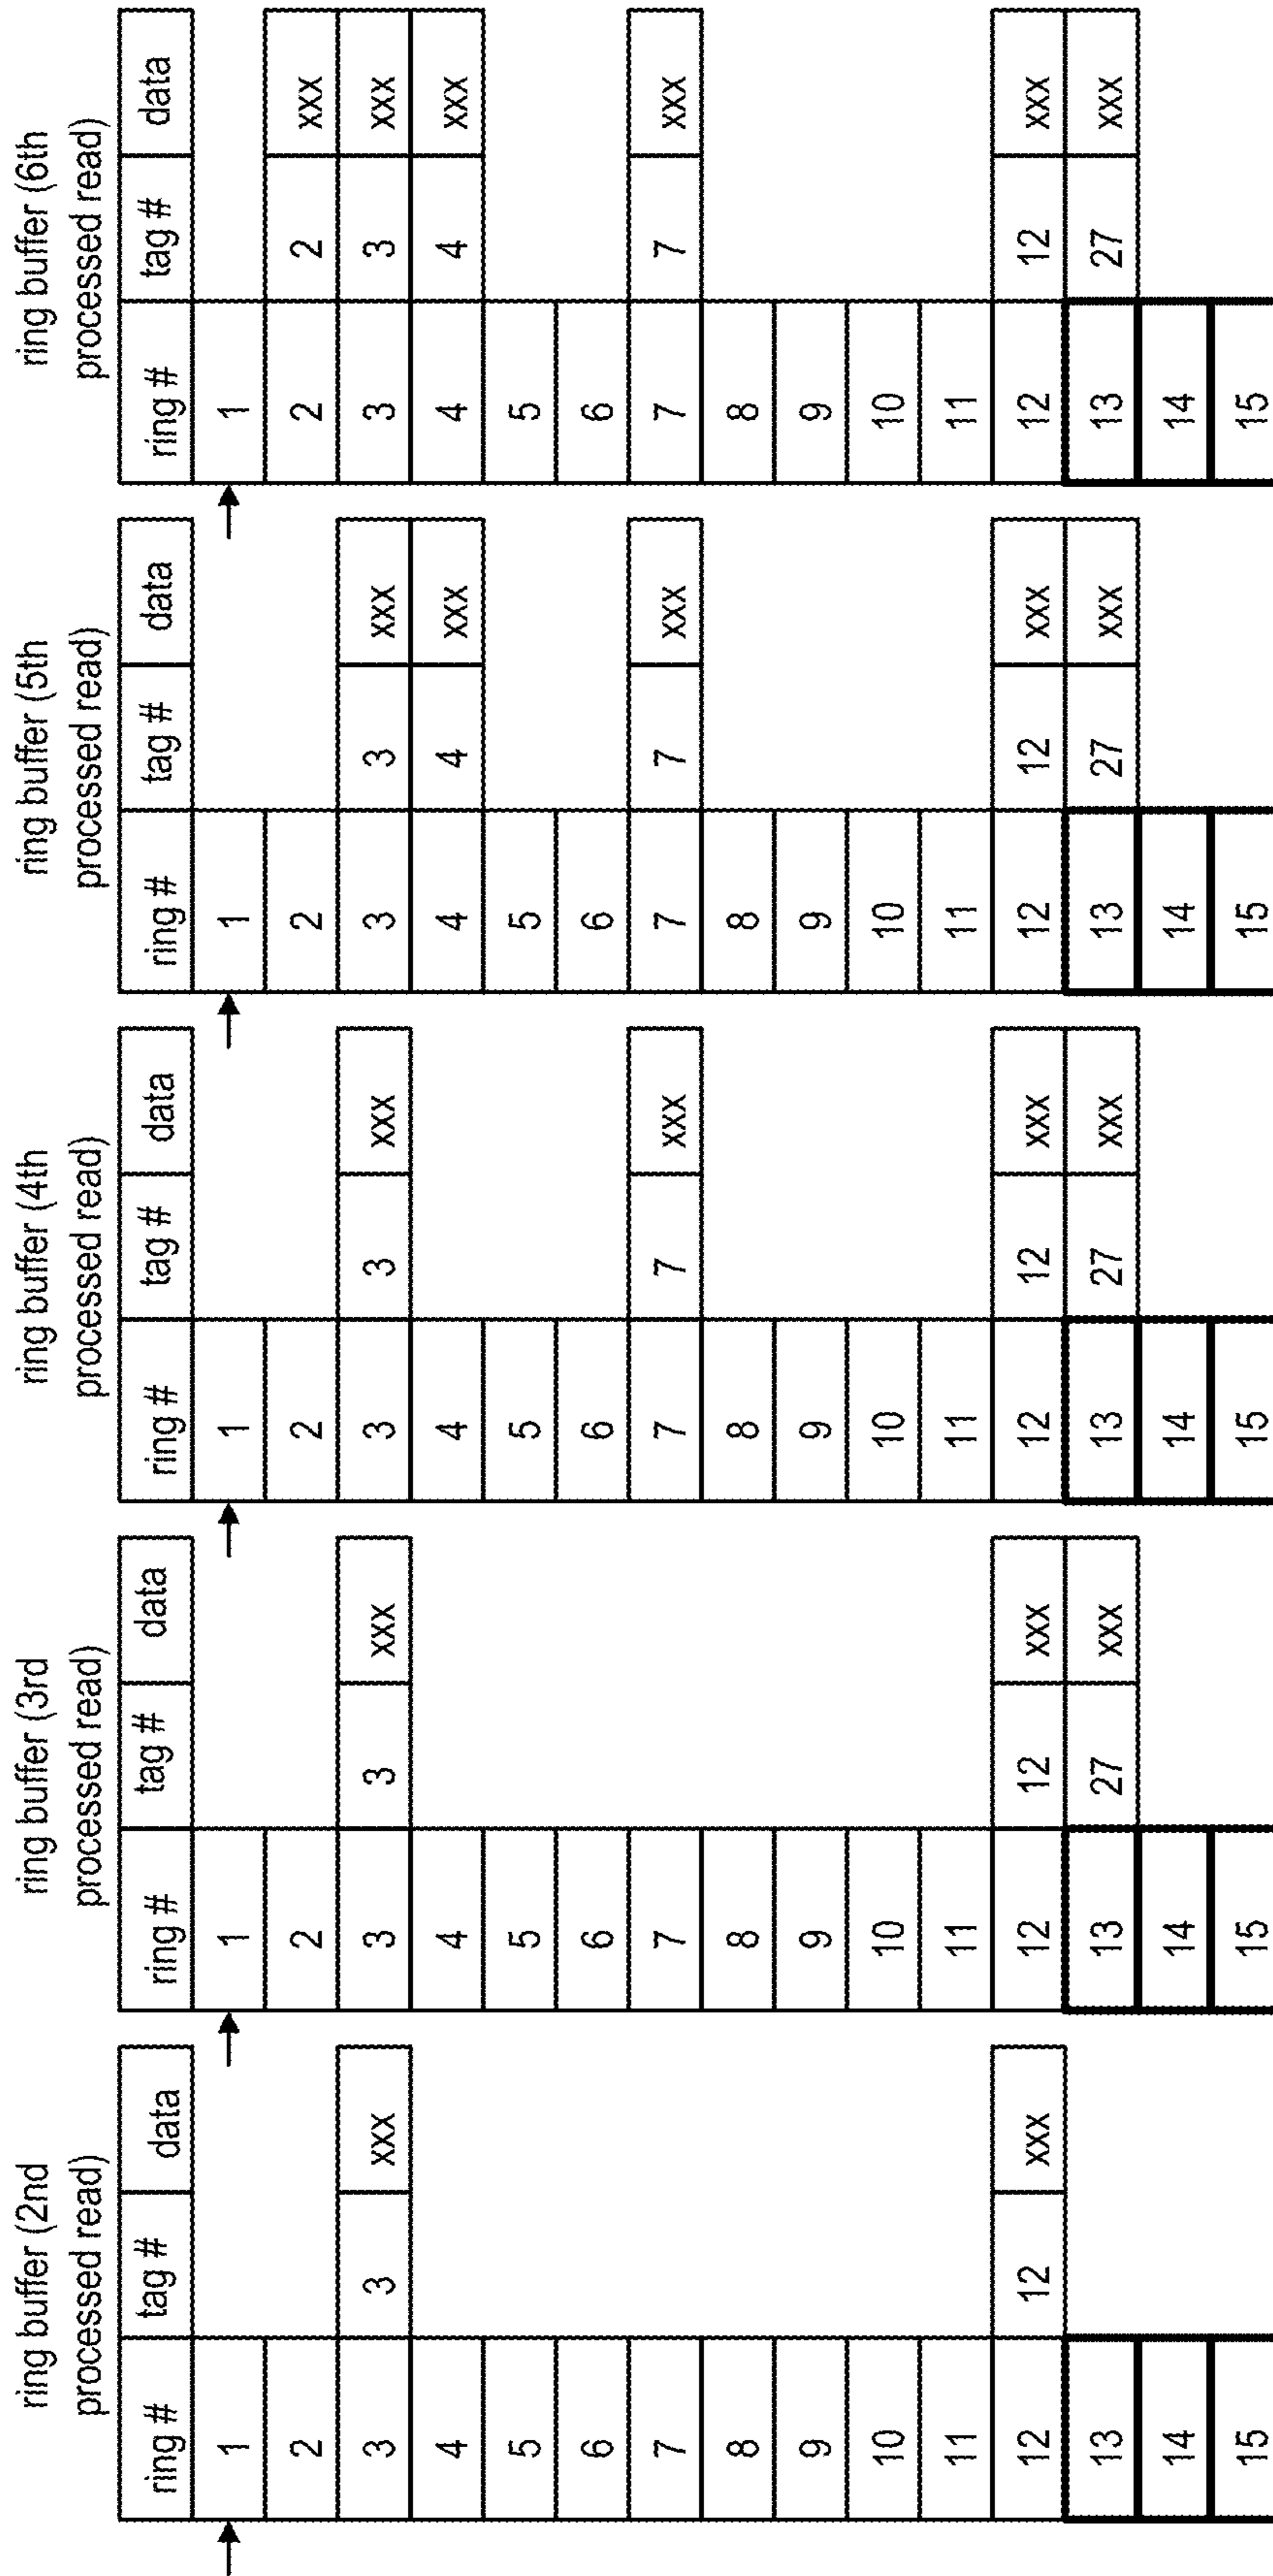 ring buffer (2nd
processed read)
ring # tag # data
1
2
3 3 xxx
4
5
6
7
8
9
10
11
12 12 xxx
13
14
15
ring buffer (3rd
processed read)
ring # tag # data
1
2
3 3 xxx
4
5
6
7
8
9
10
11
12 12 xxx
13 27 xxx
14
15
ring buffer (4th
processed read)
ring # tag # data
1
2
3 3 xxx
4
5
6
7 7 xxx
8
9
10
11
12 12 xxx
13 27 xxx
14
15
ring buffer (5th
processed read)
ring # tag # data
1
2
3 3 xxx
4 4 xxx
5
6
7 7 xxx
8
9
10
11
12 12 xxx
13 27 xxx
14
15
ring buffer (6th
processed read)
ring # tag # data
1
2 2 xxx
3 3 xxx
4 4 xxx
5
6
7 7 xxx
8
9
10
11
12 12 xxx
13 27 xxx
14
15